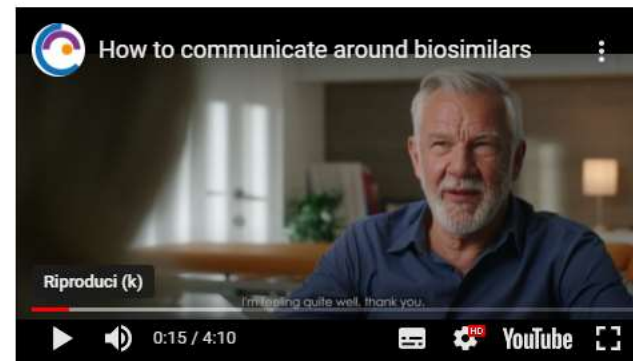 How to communicate around biosimilars
Riproduci (k)
I'm feeling quite well, thank you.
0:15 / 4:10
HD
YouTube